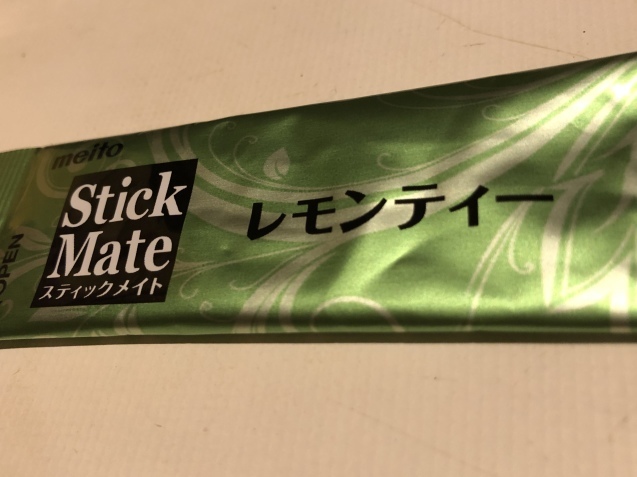 meito
Stick
Mate
スティックメイト
レモンティー
OPEN